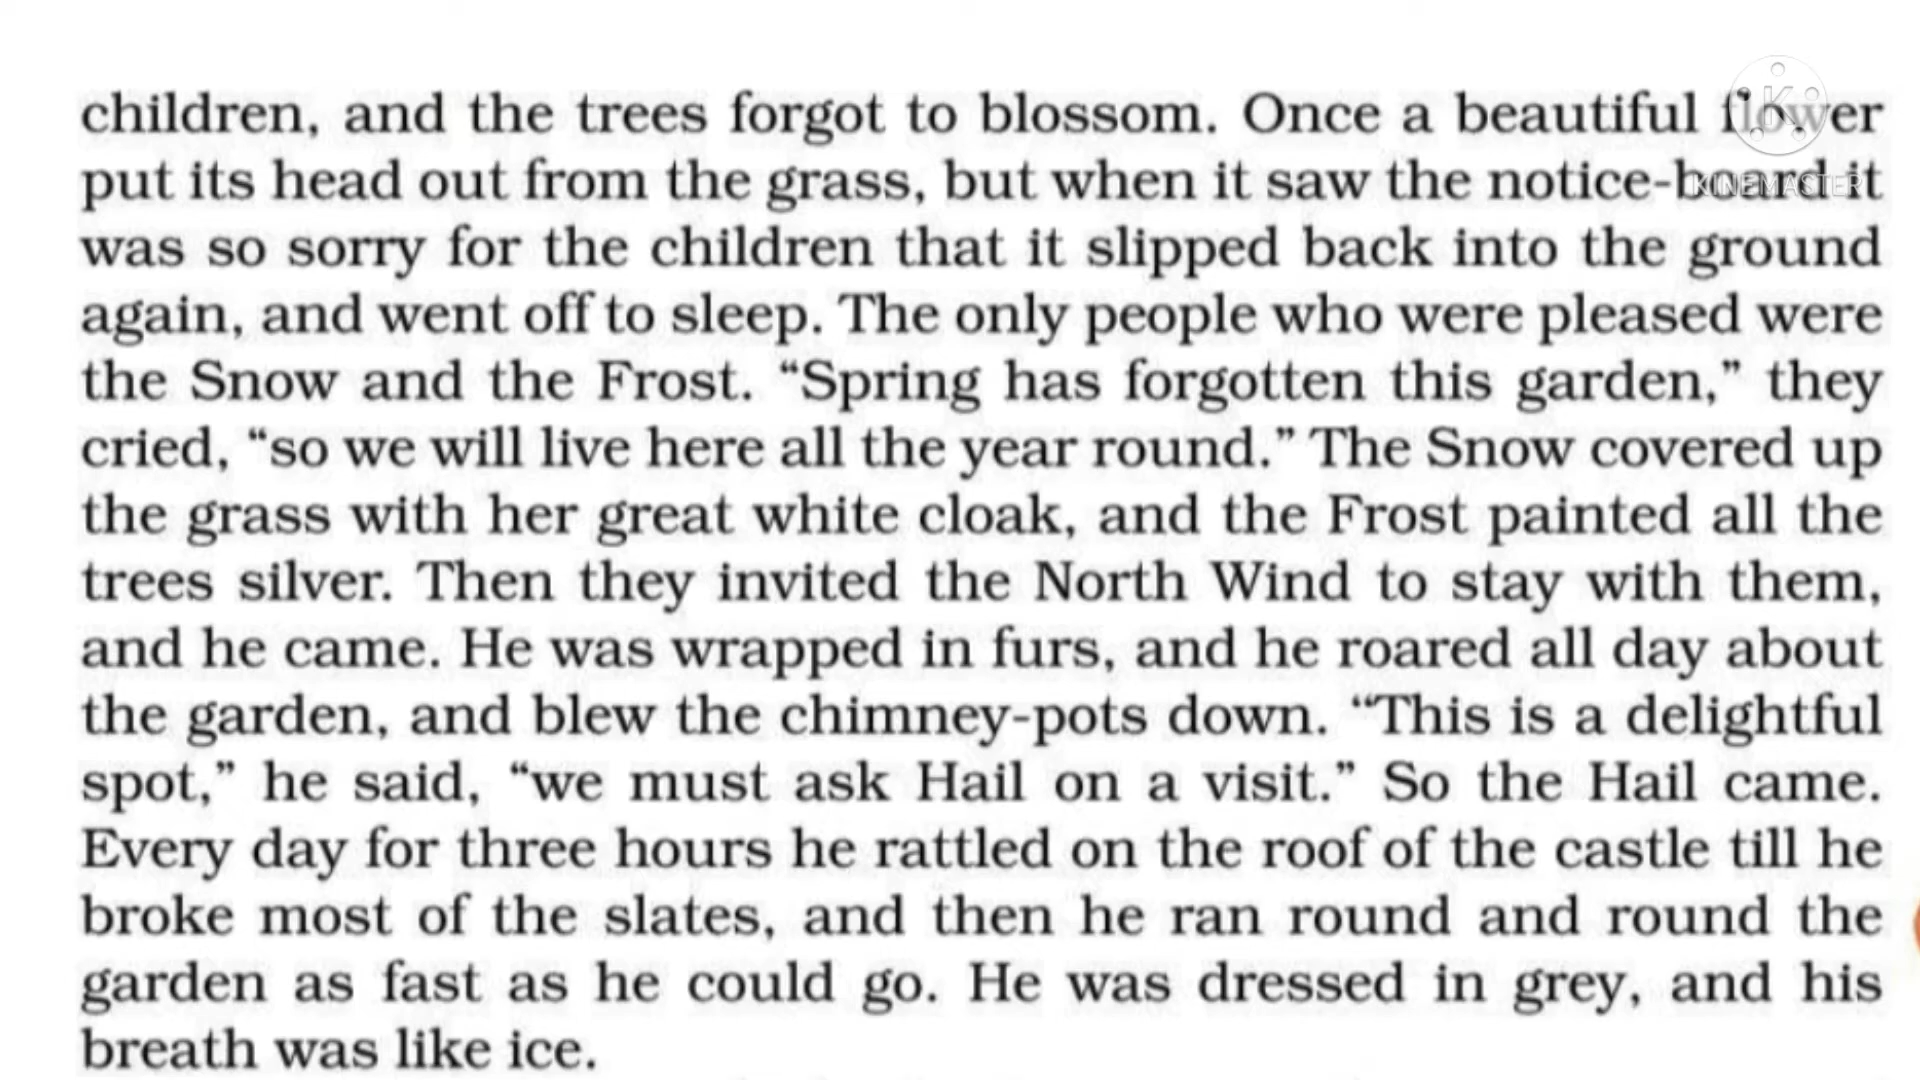 children, and the trees forgot to blossom. Once a beautiful flower
put its head out from the grass, but when it saw the notice-board it
was so sorry for the children that it slipped back into the ground
again, and went off to sleep. The only people who were pleased were
the Snow and the Frost. “Spring has forgotten this garden,” they
cried, “so we will live here all the year round.” The Snow covered up
the grass with her great white cloak, and the Frost painted all the
trees silver. Then they invited the North Wind to stay with them,
and he came. He was wrapped in furs, and he roared all day about
the garden, and blew the chimney-pots down. “This is a delightful
spot,” he said, “we must ask Hail on a visit.” So the Hail came.
Every day for three hours he rattled on the roof of the castle till he
broke most of the slates, and then he ran round and round the
garden as fast as he could go. He was dressed in grey, and his
breath was like ice.
K
KINEMASTER